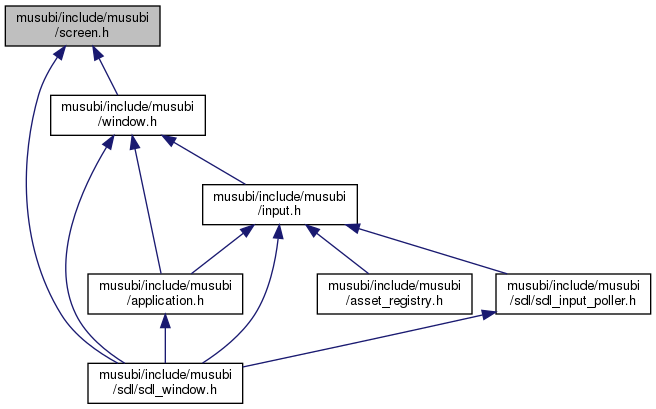 musubi/include/musubi
/screen.h
musubi/include/musubi
/window.h
musubi/include/musubi
/input.h
musubi/include/musubi
/application.h
musubi/include/musubi
/asset_registry.h
musubi/include/musubi
/sdl/sdl_input_poller.h
musubi/include/musubi
/sdl/sdl_window.h